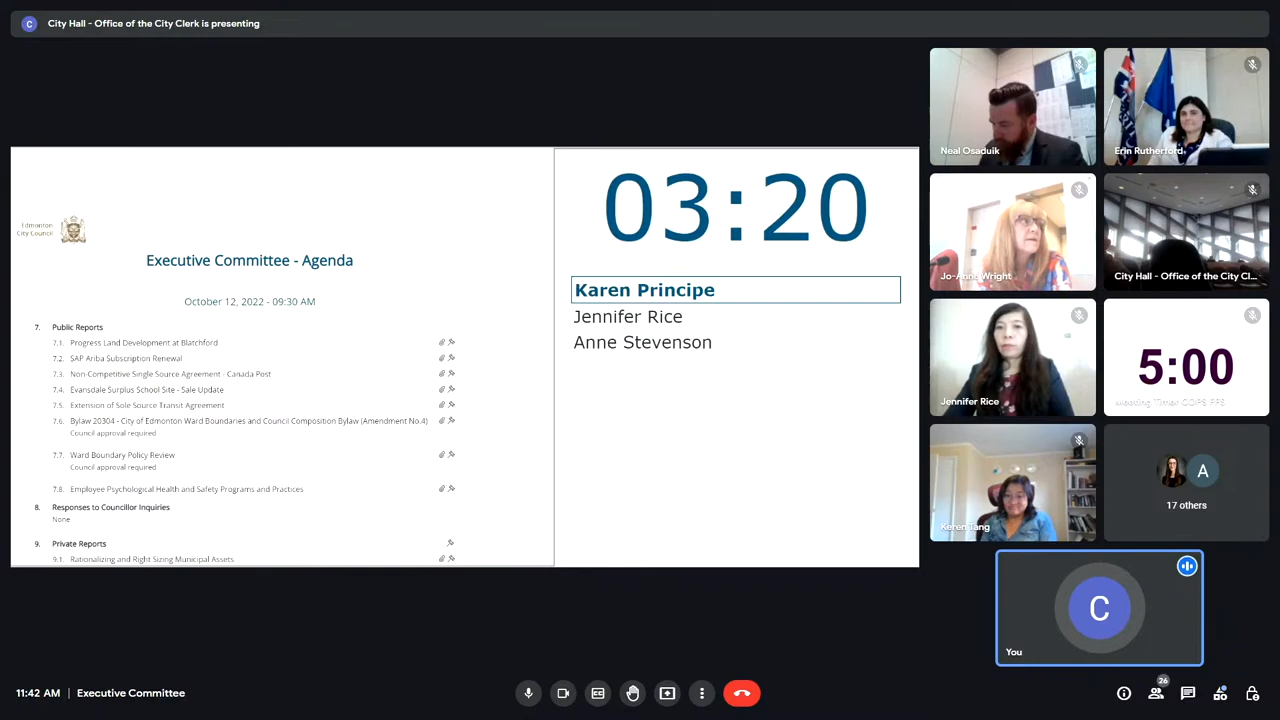 C City Hall - Office of the City Clerk is presenting
Edmonton
City Council
Executive Committee - Agenda
October 12, 2022 - 09:30 AM
7. Public Reports
7.1. Progress Land Development at Blatchford
7.2. SAP Ariba Subscription Renewal
7.3. Non-Competitive Single Source Agreement - Canada Post
7.4. Evansdale Surplus School Site - Sale Update
7.5. Extension of Sole Source Transit Agreement
7.6. Bylaw 20304 - City of Edmonton Ward Boundaries and Council Composition Bylaw (Amendment No.4)
Council approval required
7.7. Ward Boundary Policy Review
Council approval required
7.8. Employee Psychological Health and Safety Programs and Practices
8. Responses to Councillor Inquiries
None
9. Private Reports
9.1. Rationalizing and Right Sizing Municipal Assets
03:20
Karen Principe
Jennifer Rice
Anne Stevenson
Neal Osaduik
Erin Rutherford
Jo-Anne Wright
City Hall - Office of the City Cl...
Jennifer Rice
5:00
Meeting Timer COPS FPS
Keren Tang
A
17 others
C
You
11:42 AM | Executive Committee
26